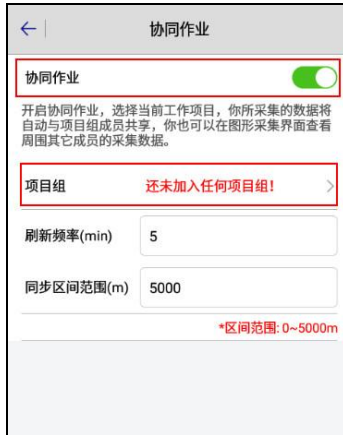 协同作业
协同作业
开启协同作业，选择当前工作项目，你所采集的数据将
自动与项目组成员共享，你也可以在图形采集界面查看
周围其它成员的采集数据。
项目组 还未加入任何项目组!
刷新频率(min) 5
同步区间范围(m) 5000
*区间范围: 0~5000m